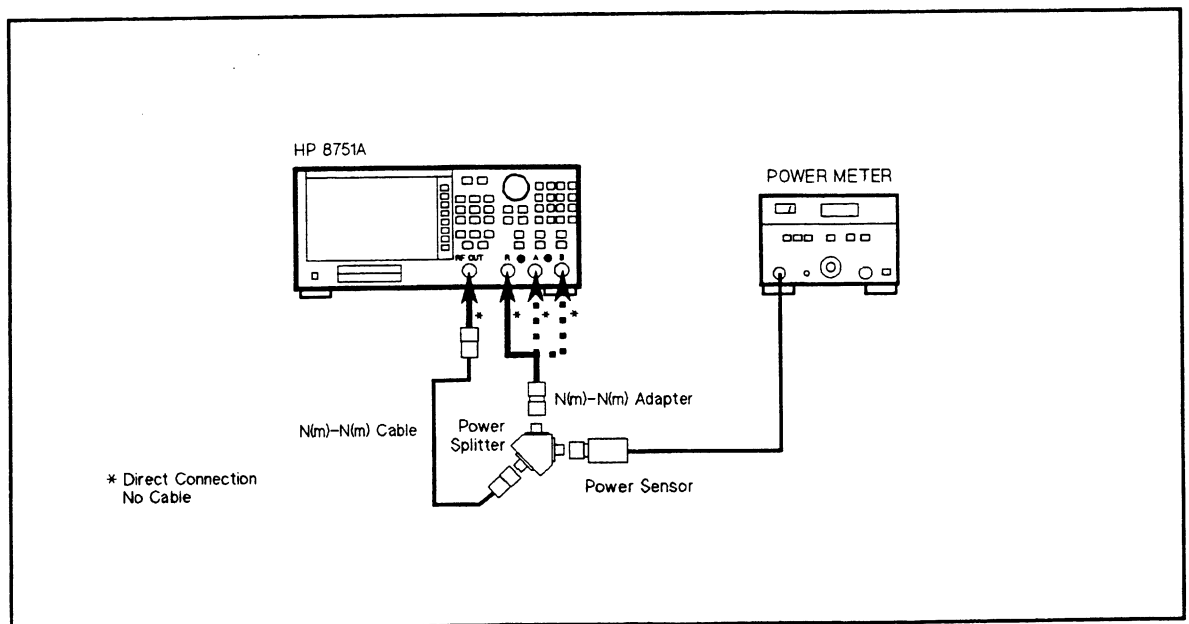 HP 8751A
POWER METER
RF OUT
R
A
B
*
*
*
*
N(m)-N(m) Adapter
N(m)-N(m) Cable
Power
Splitter
Power Sensor
* Direct Connection
No Cable